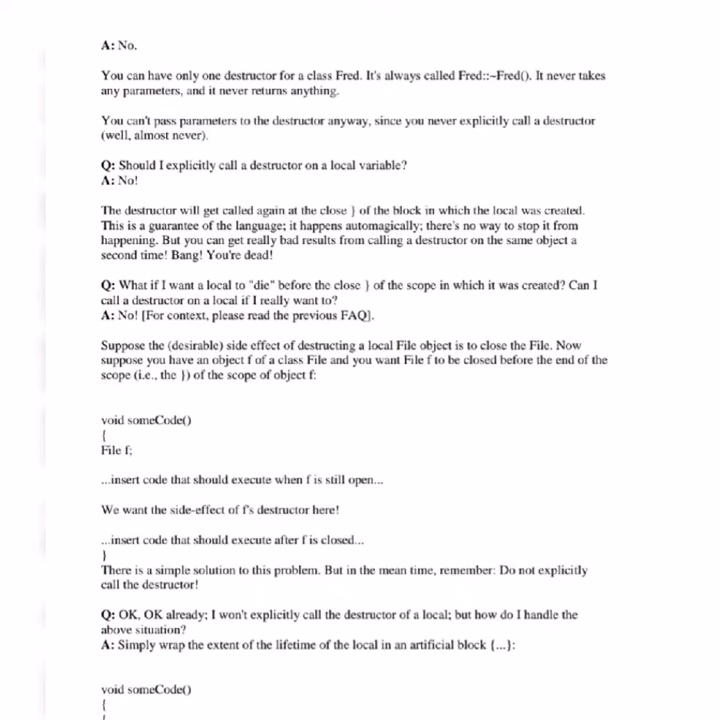 A: No.
You can have only one destructor for a class Fred. It's always called Fred::~Fred(). It never takes
any parameters, and it never returns anything.
You can't pass parameters to the destructor anyway, since you never explicitly call a destructor
(well, almost never).
Q: Should I explicitly call a destructor on a local variable?
A: No!
The destructor will get called again at the close } of the block in which the local was created.
This is a guarantee of the language; it happens automagically; there's no way to stop it from
happening. But you can get really bad results from calling a destructor on the same object a
second time! Bang! You're dead!
Q: What if I want a local to "die" before the close } of the scope in which it was created? Can I
call a destructor on a local if I really want to?
A: No! [For context, please read the previous FAQ].
Suppose the (desirable) side effect of destructing a local File object is to close the File. Now
suppose you have an object f of a class File and you want File f to be closed before the end of the
scope (i.e., the }) of the scope of object f:
void someCode()
{
File f;
...insert code that should execute when f is still open...
We want the side-effect of f's destructor here!
...insert code that should execute after f is closed...
}
There is a simple solution to this problem. But in the mean time, remember: Do not explicitly
call the destructor!
Q: OK, OK already; I won't explicitly call the destructor of a local; but how do I handle the
above situation?
A: Simply wrap the extent of the lifetime of the local in an artificial block {...}:
void someCode()
{
{